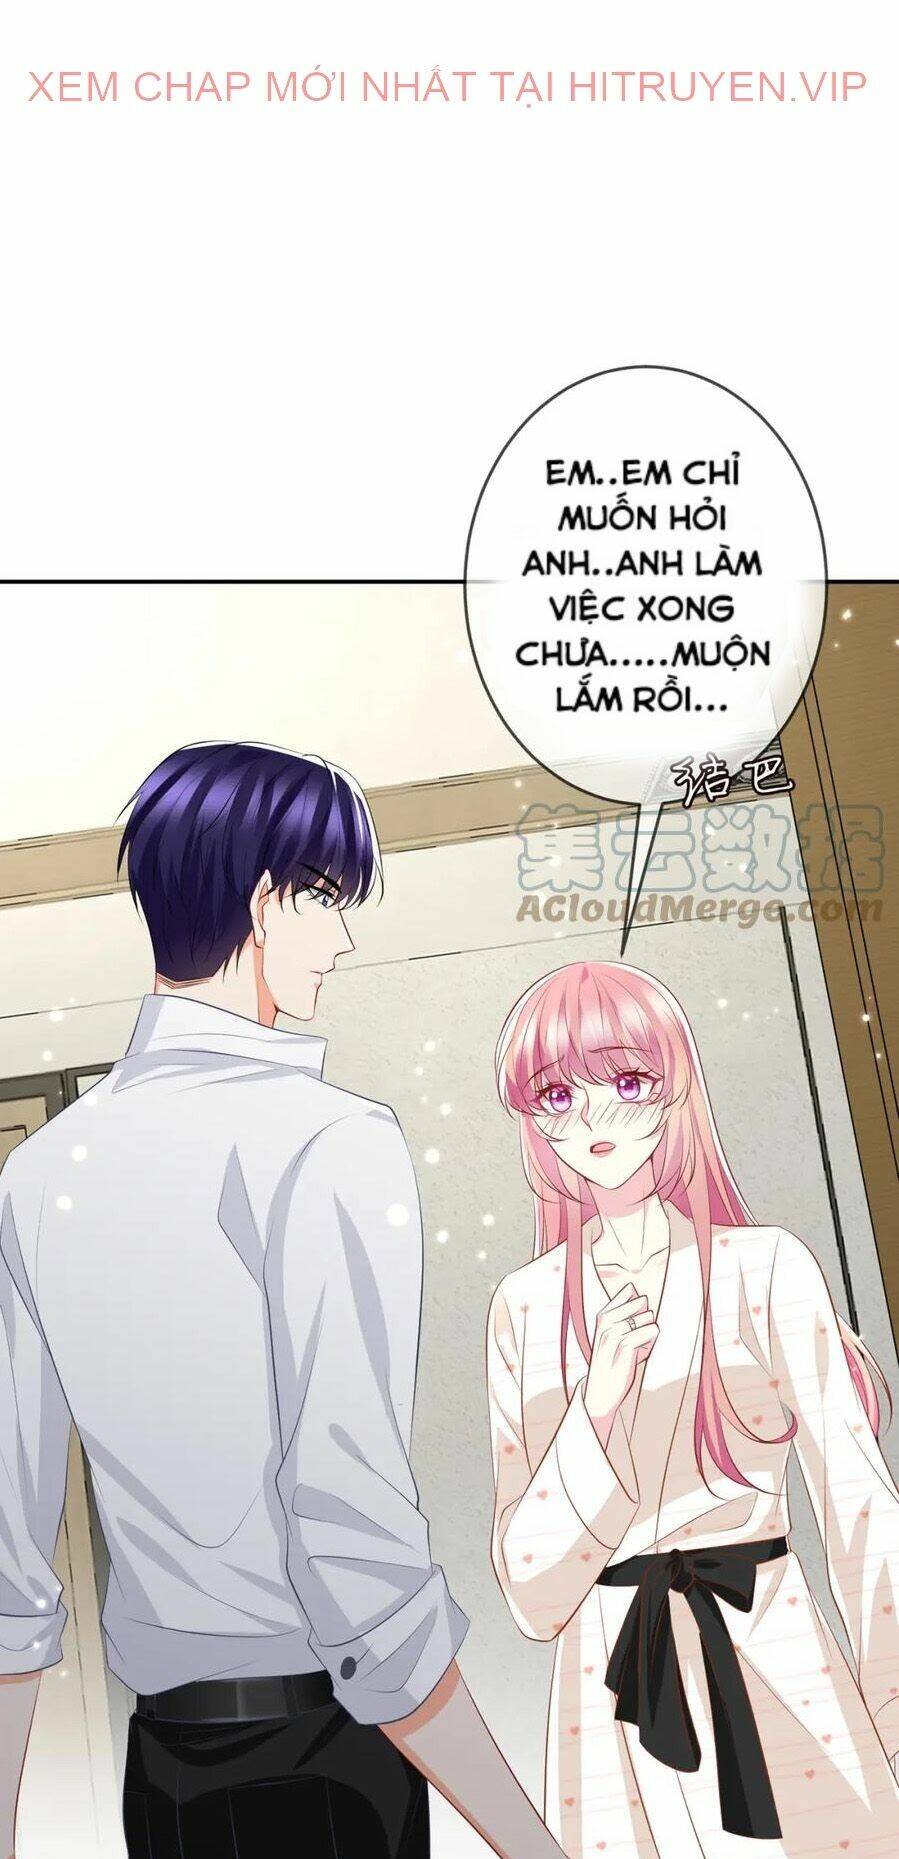 XEM CHAP MỚI NHẤT TẠI HITRUYEN.VIP
EM..EM CHỈ
MUỐN HỎI
ANH..ANH LÀM
VIỆC XONG
CHƯA.....MUỘN
LẮM RỒI...
结巴
集云数据
ACloudMerge.com